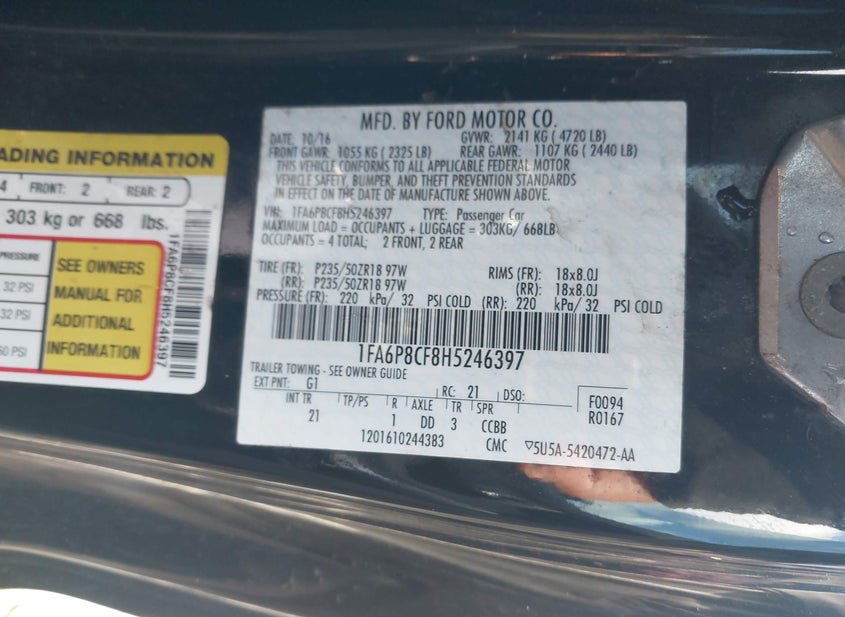 ADING INFORMATION
4 FRONT: 2 REAR: 2
303 kg or 668 lbs.
PRESSURE
32 PSI
32 PSI
60 PSI
SEE OWNERS
MANUAL FOR
ADDITIONAL
INFORMATION
1FA6P8CF8H5246397
MFD. BY FORD MOTOR CO.
DATE: 10/16 GVWR: 2141 KG ( 4720 LB)
FRONT GAWR: 1055 KG ( 2325 LB) REAR GAWR: 1107 KG ( 2440 LB)
THIS VEHICLE CONFORMS TO ALL APPLICABLE FEDERAL MOTOR
VEHICLE SAFETY, BUMPER, AND THEFT PREVENTION STANDARDS
IN EFFECT ON THE DATE OF MANUFACTURE SHOWN ABOVE.
VIN: 1FA6P8CF8H5246397 TYPE: Passenger Car
MAXIMUM LOAD = OCCUPANTS + LUGGAGE = 303KG/ 668LB
OCCUPANTS = 4 TOTAL; 2 FRONT, 2 REAR
TIRE (FR): P235/50ZR18 97W RIMS (FR): 18x8.0J
(RR): P235/50ZR18 97W (RR): 18x8.0J
PRESSURE (FR): 220 kPa/ 32 PSI COLD (RR): 220 kPa/ 32 PSI COLD
1FA6P8CF8H5246397
TRAILER TOWING - SEE OWNER GUIDE
EXT PNT: G1 RC: 21 DSO: F0094
INT TR TP/PS R AXLE TR SPR R0167
21 1 DD 3 CCBB
1201610244383 CMC ▽5U5A-5420472-AA